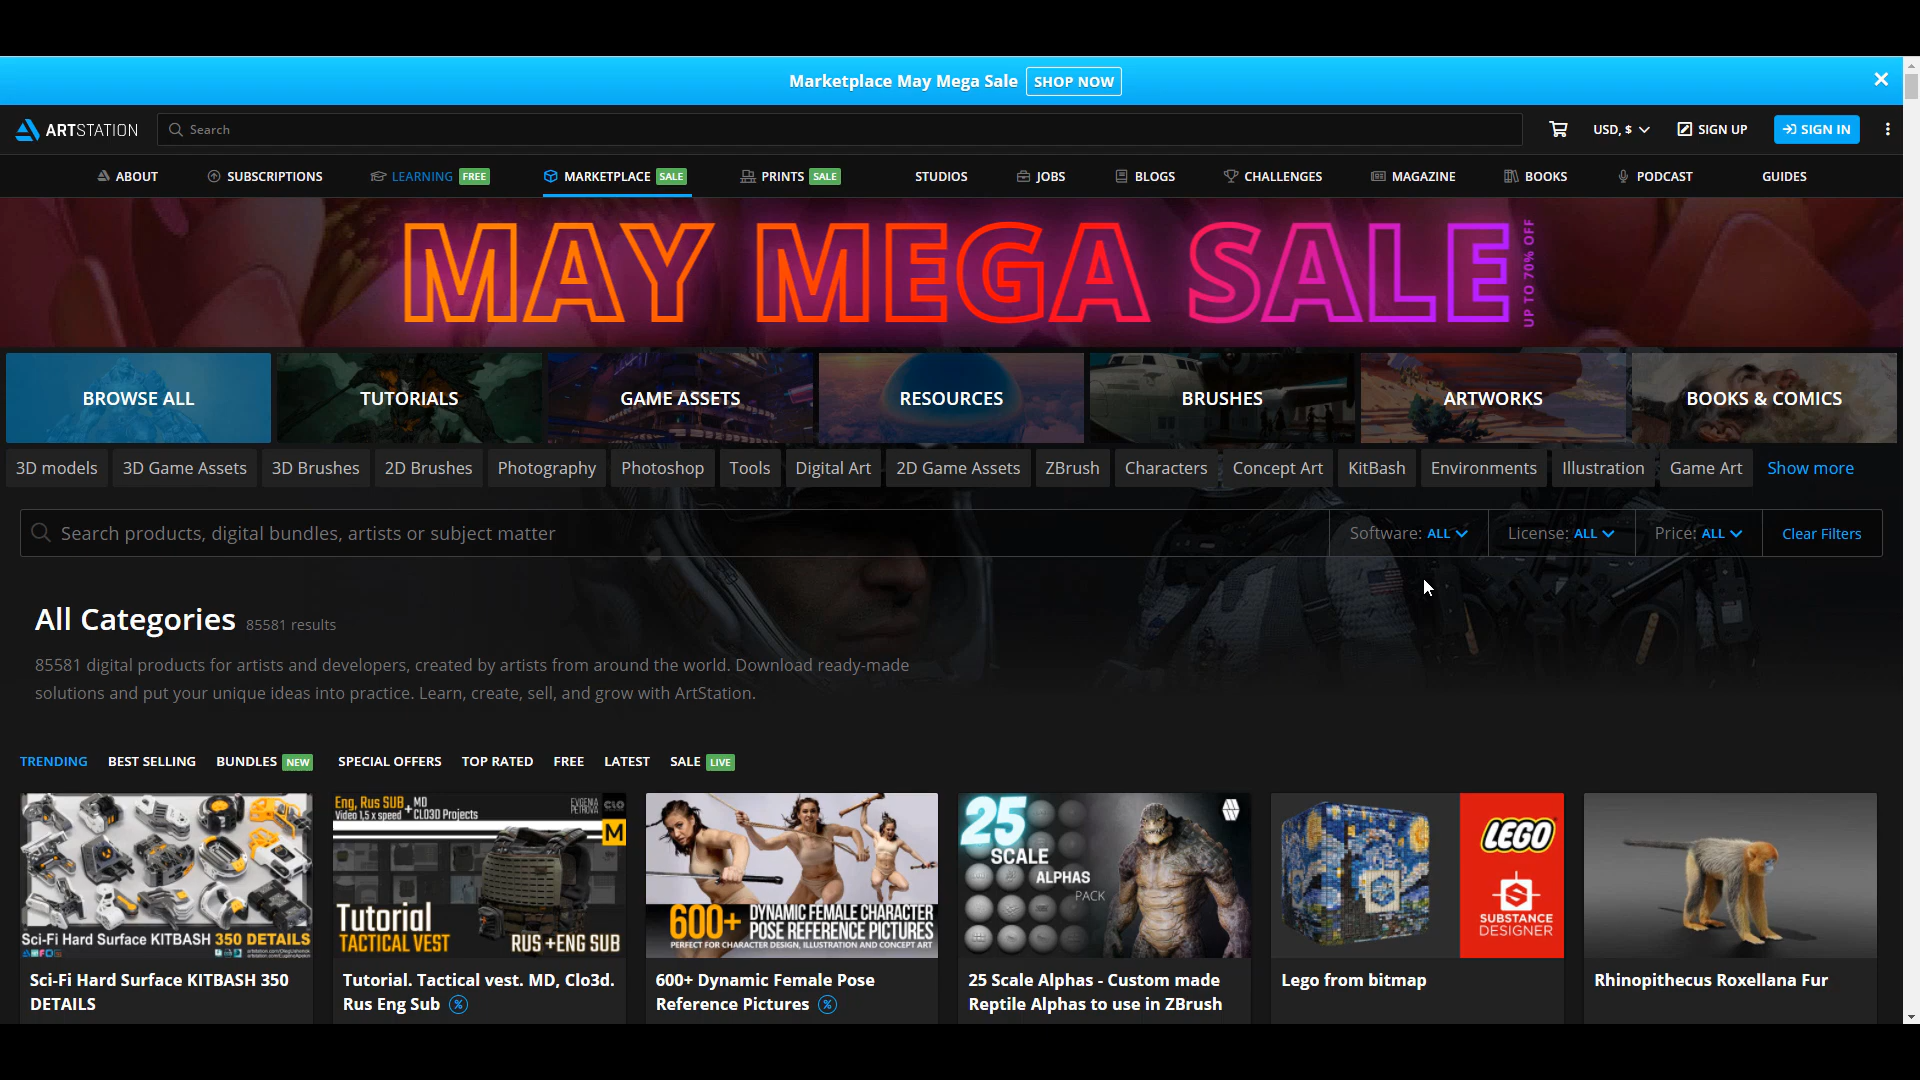 Marketplace May Mega Sale SHOP NOW
ARTSTATION Search USD, $ SIGN UP SIGN IN
ABOUT SUBSCRIPTIONS LEARNING FREE MARKETPLACE SALE PRINTS SALE STUDIOS JOBS BLOGS CHALLENGES MAGAZINE BOOKS PODCAST GUIDES
MAY MEGA SALE
UP TO 70% OFF
BROWSE ALL TUTORIALS GAME ASSETS RESOURCES BRUSHES ARTWORKS BOOKS & COMICS
3D models 3D Game Assets 3D Brushes 2D Brushes Photography Photoshop Tools Digital Art 2D Game Assets ZBrush Characters Concept Art KitBash Environments Illustration Game Art Show more
Search products, digital bundles, artists or subject matter Software: ALL License: ALL Price: ALL Clear Filters
All Categories 85581 results
85581 digital products for artists and developers, created by artists from around the world. Download ready-made
solutions and put your unique ideas into practice. Learn, create, sell, and grow with ArtStation.
TRENDING BEST SELLING BUNDLES NEW SPECIAL OFFERS TOP RATED FREE LATEST SALE LIVE
Sci-Fi Hard Surface KITBASH 350 DETAILS
Sci-Fi Hard Surface KITBASH 350
DETAILS
Eng, Rus SUB + MD
Video 1,5 x speed CLO3D Projects
EVGENIA
PETROVA
CLO
M
Tutorial
TACTICAL VEST RUS +ENG SUB
Tutorial. Tactical vest. MD, Clo3d.
Rus Eng Sub %
600+ DYNAMIC FEMALE CHARACTER
POSE REFERENCE PICTURES
PERFECT FOR CHARACTER DESIGN, ILLUSTRATION AND CONCEPT ART
600+ Dynamic Female Pose
Reference Pictures %
25
SCALE
ALPHAS
PACK
25 Scale Alphas - Custom made
Reptile Alphas to use in ZBrush
LEGO
SUBSTANCE
DESIGNER
Lego from bitmap
Rhinopithecus Roxellana Fur